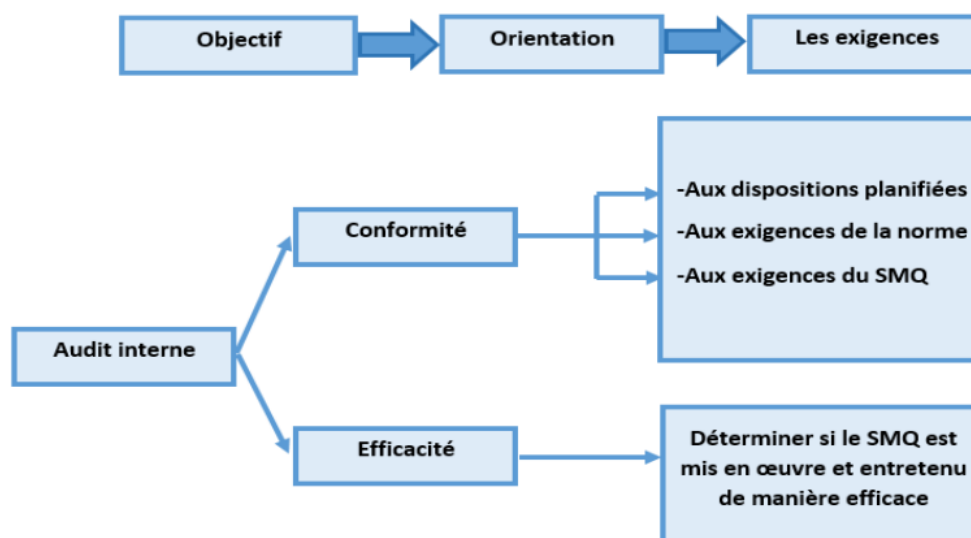 Objectif
Orientation
Les exigences
-Aux dispositions planifiées
Conformité
-Aux exigences de la norme
-Aux exigences du SMQ
Audit interne
Efficacité
Déterminer si le SMQ est
mis en œuvre et entretenu
de manière efficace